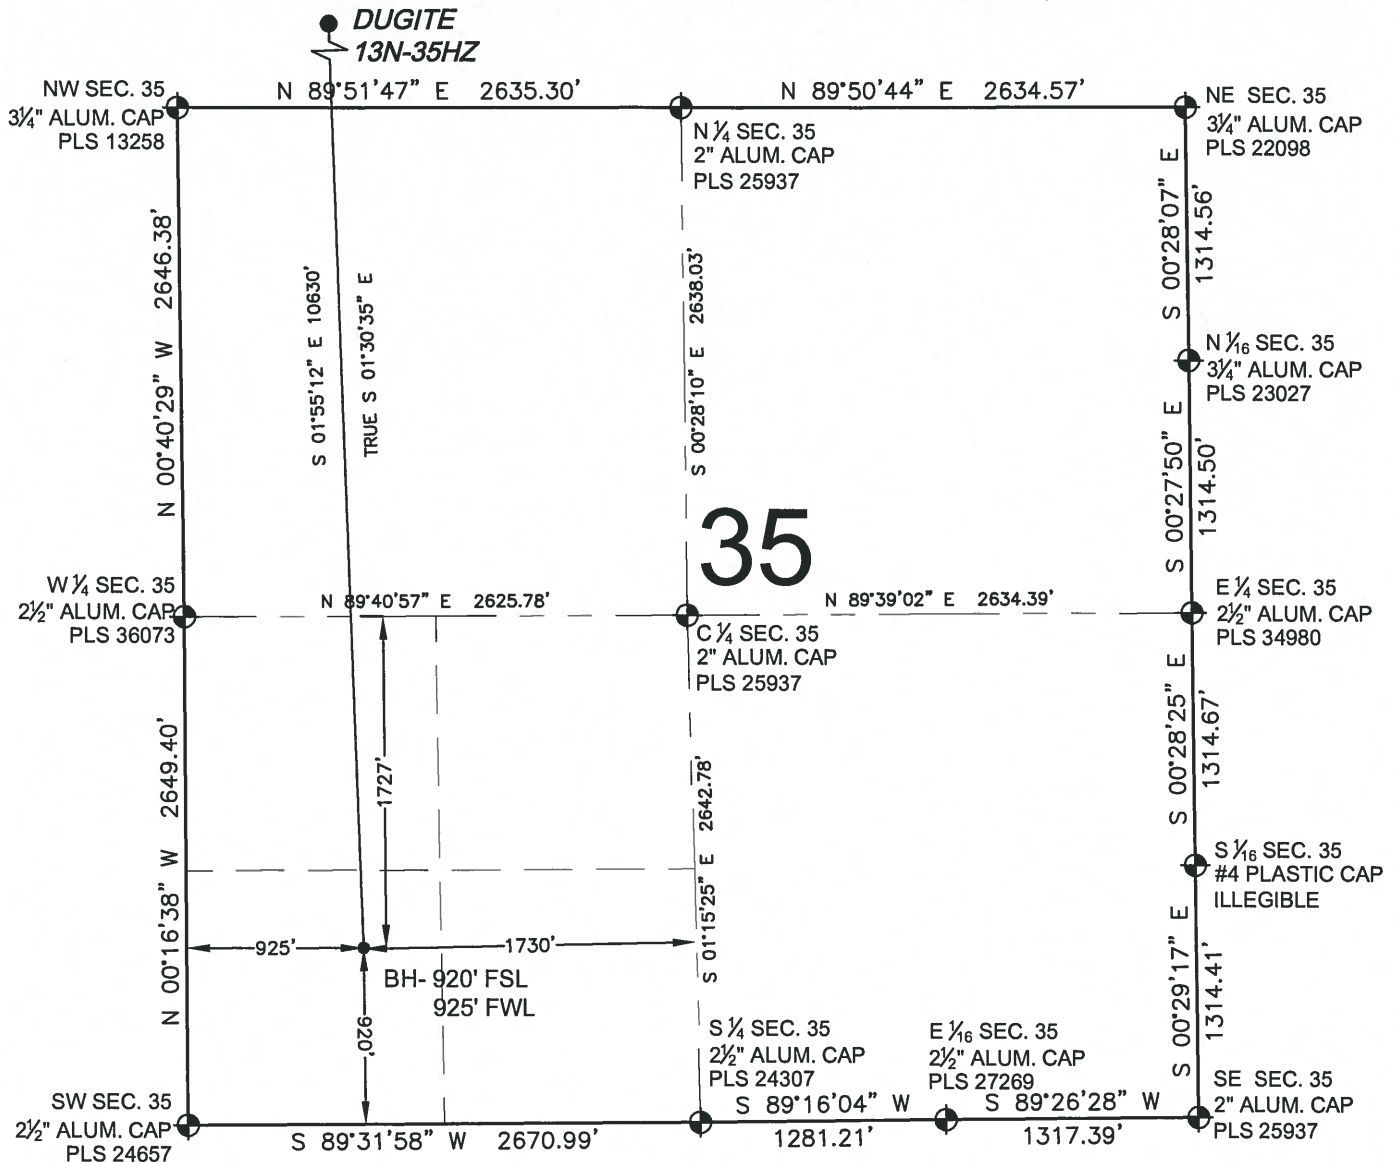 DUGITE
13N-35HZ
N 89°51'47" E 2635.30'
N 89°50'44" E 2634.57'
NW SEC. 35
3¼" ALUM. CAP
PLS 13258
N ¼ SEC. 35
2" ALUM. CAP
PLS 25937
NE SEC. 35
3¼" ALUM. CAP
PLS 22098
N 00°40'29" W 2646.38'
S 01°55'12" E 10630'
TRUE S 01°30'35" E
S 00°28'10" E 2638.03'
S 00°28'07" E
1314.56'
N 1⁄16 SEC. 35
3¼" ALUM. CAP
PLS 23027
S 00°27'50" E
1314.50'
35
W ¼ SEC. 35
2½" ALUM. CAP
PLS 36073
N 89°40'57" E 2625.78'
C ¼ SEC. 35
2" ALUM. CAP
PLS 25937
N 89°39'02" E 2634.39'
E ¼ SEC. 35
2½" ALUM. CAP
PLS 34980
N 00°16'38" W 2649.40'
1727'
S 01°15'25" E 2642.78'
S 00°28'25" E
1314.67'
S 1⁄16 SEC. 35
#4 PLASTIC CAP
ILLEGIBLE
925'
1730'
BH- 920' FSL
925' FWL
920'
S 00°29'17" E
1314.41'
S ¼ SEC. 35
2½" ALUM. CAP
PLS 24307
E 1⁄16 SEC. 35
2½" ALUM. CAP
PLS 27269
SW SEC. 35
2½" ALUM. CAP
PLS 24657
S 89°31'58" W 2670.99'
S 89°16'04" W
1281.21'
S 89°26'28" W
1317.39'
SE SEC. 35
2" ALUM. CAP
PLS 25937